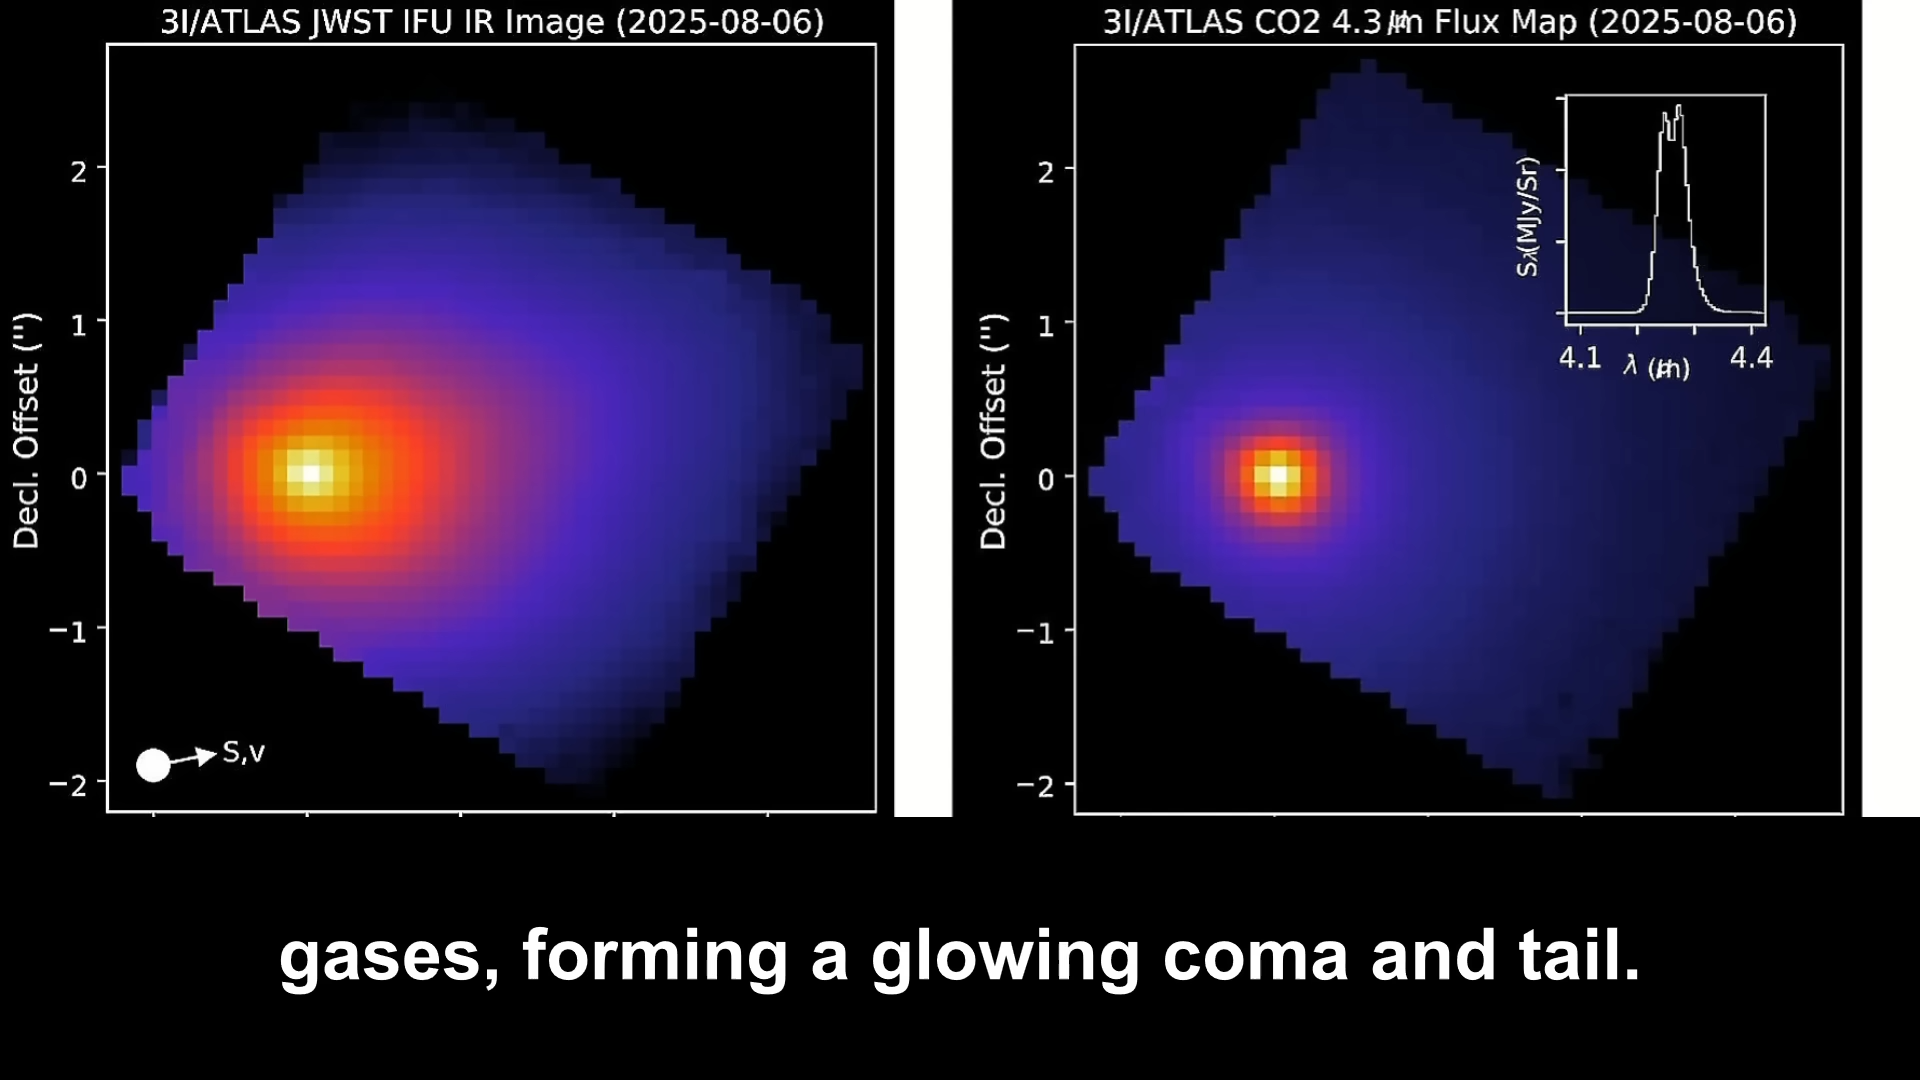 3I/ATLAS JWST IFU IR Image (2025-08-06)
Decl. Offset ('')
2
1
0
−1
−2
S,v
3I/ATLAS CO2 4.3 μm Flux Map (2025-08-06)
Decl. Offset ('')
2
1
0
−1
−2
Sλ(MJy/Sr)
4.1
λ (μm)
4.4
gases, forming a glowing coma and tail.